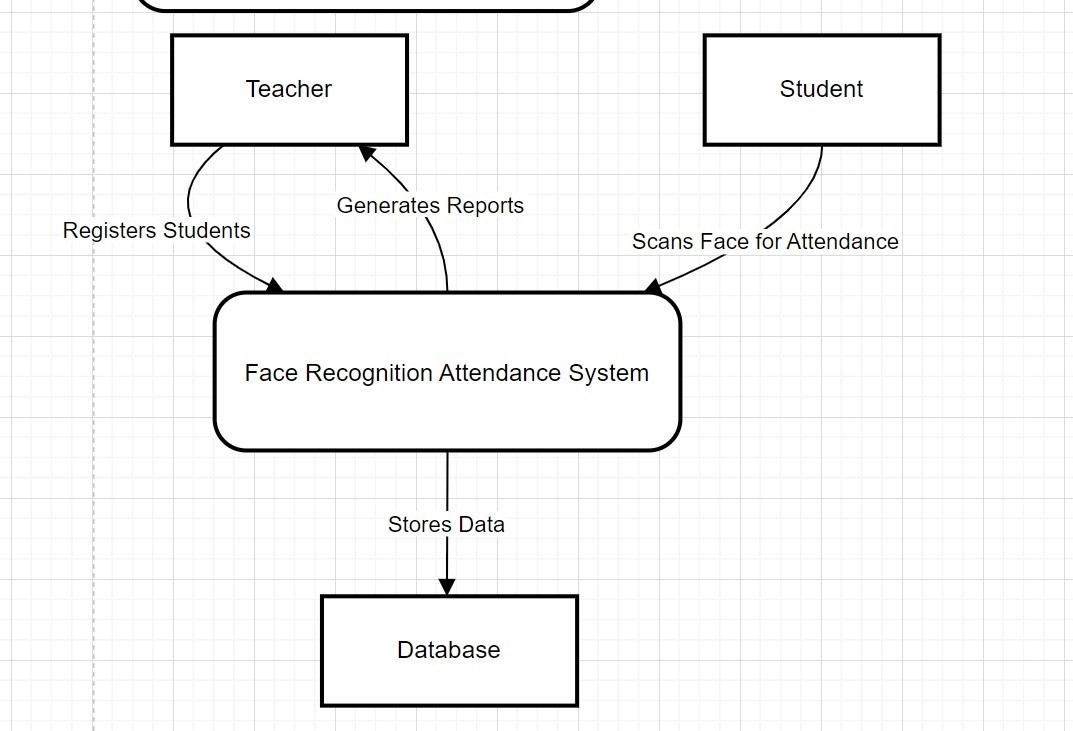 Teacher
Student
Generates Reports
Registers Students
Scans Face for Attendance
Face Recognition Attendance System
Stores Data
Database